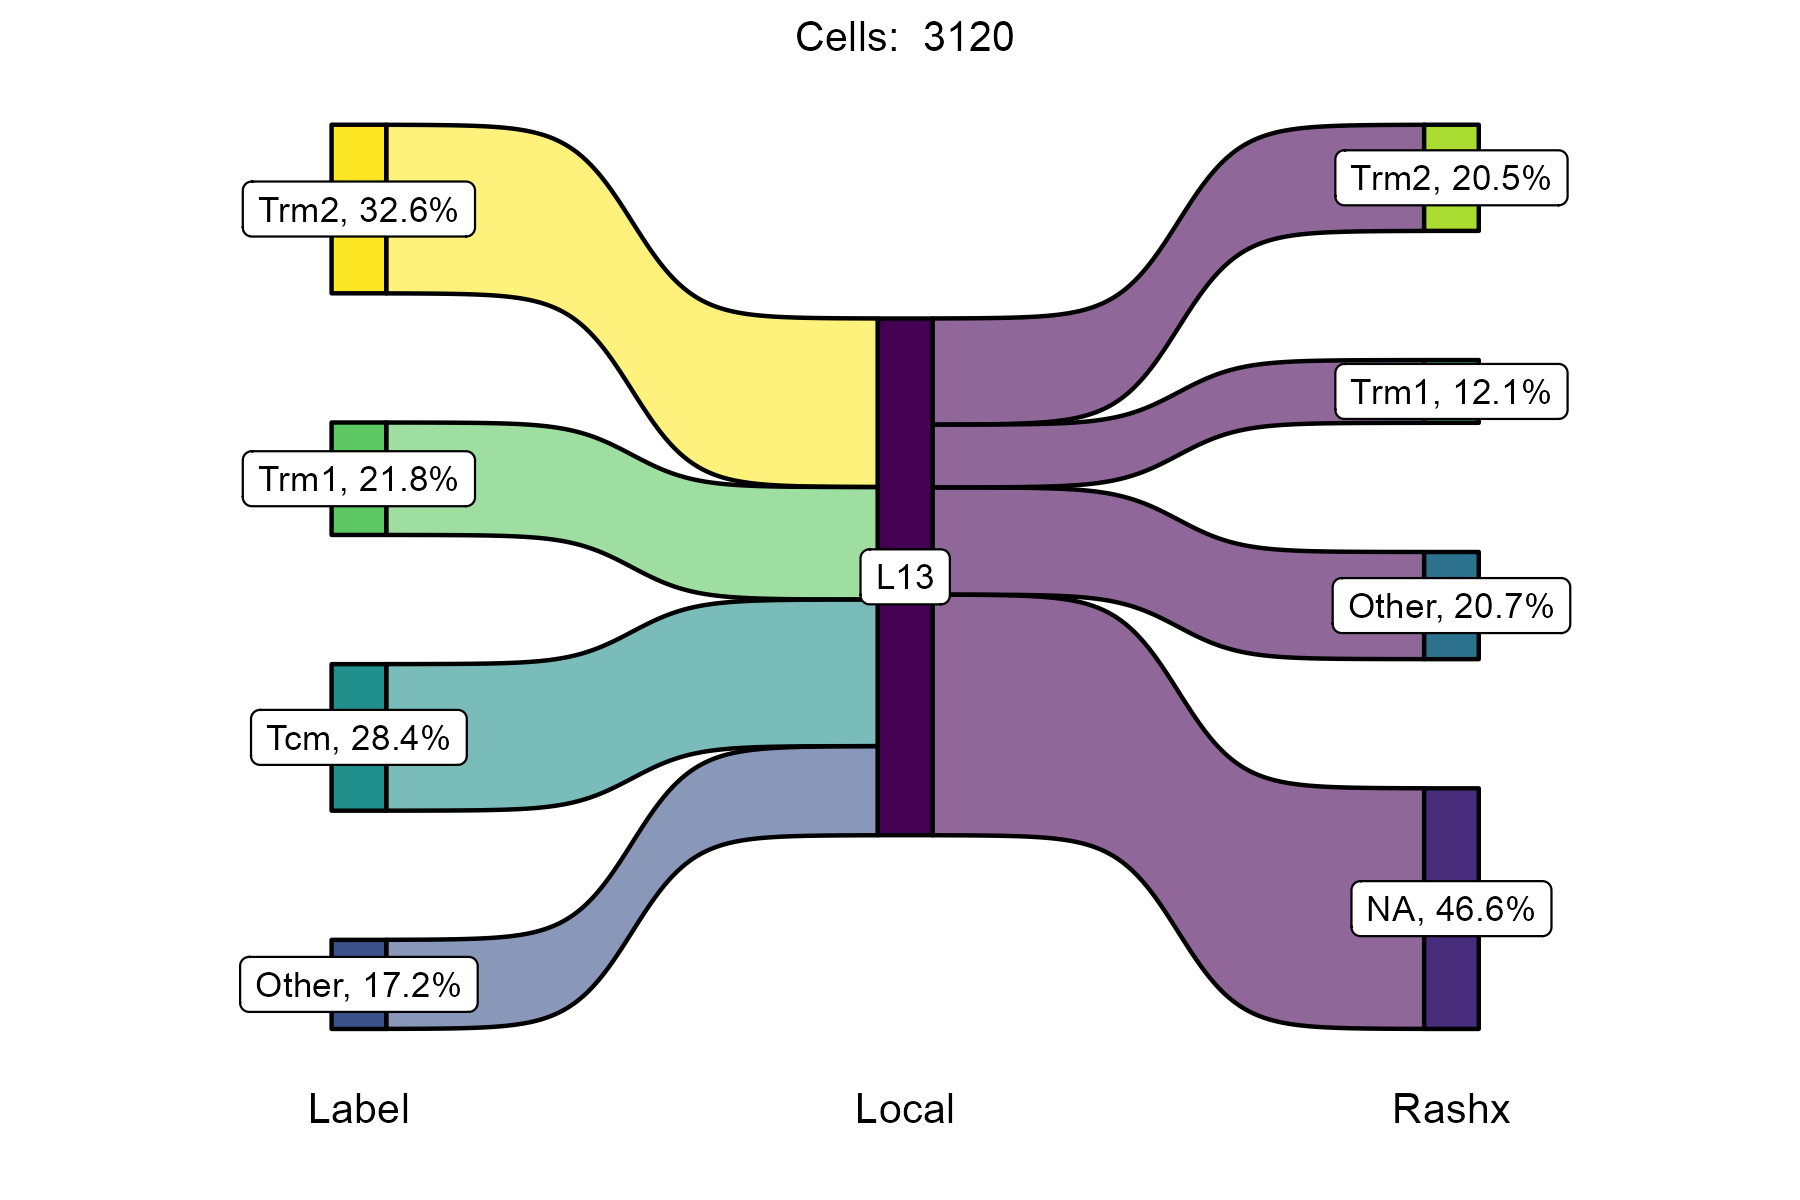 Cells:  3120
Trm2, 32.6%
Trm1, 21.8%
Tcm, 28.4%
Other, 17.2%
L13
Trm2, 20.5%
Trm1, 12.1%
Other, 20.7%
NA, 46.6%
Label
Local
Rashx